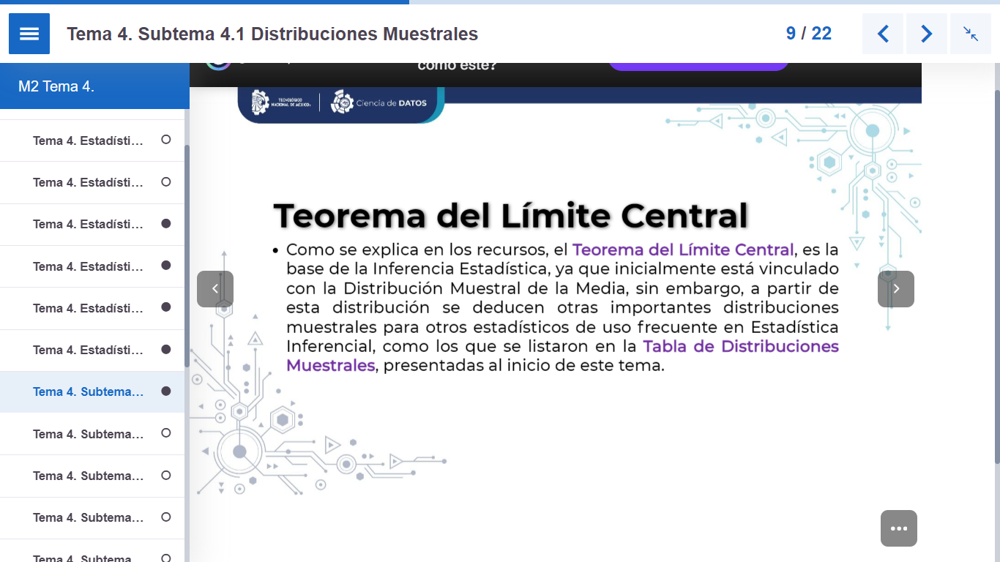 Tema 4. Subtema 4.1 Distribuciones Muestrales
9 / 22
M2 Tema 4.
como este?
TECNOLÓGICO
NACIONAL DE MÉXICO
Ciencia de DATOS
Tema 4. Estadísti...
Tema 4. Estadísti...
Tema 4. Estadísti...
Tema 4. Estadísti...
Tema 4. Estadísti...
Tema 4. Estadísti...
Tema 4. Subtema...
Tema 4. Subtema...
Tema 4. Subtema...
Tema 4. Subtema...
Tema 4. Subtema
Teorema del Límite Central
• Como se explica en los recursos, el Teorema del Límite Central, es la
base de la Inferencia Estadística, ya que inicialmente está vinculado
con la Distribución Muestral de la Media, sin embargo, a partir de
esta distribución se deducen otras importantes distribuciones
muestrales para otros estadísticos de uso frecuente en Estadística
Inferencial, como los que se listaron en la Tabla de Distribuciones
Muestrales, presentadas al inicio de este tema.